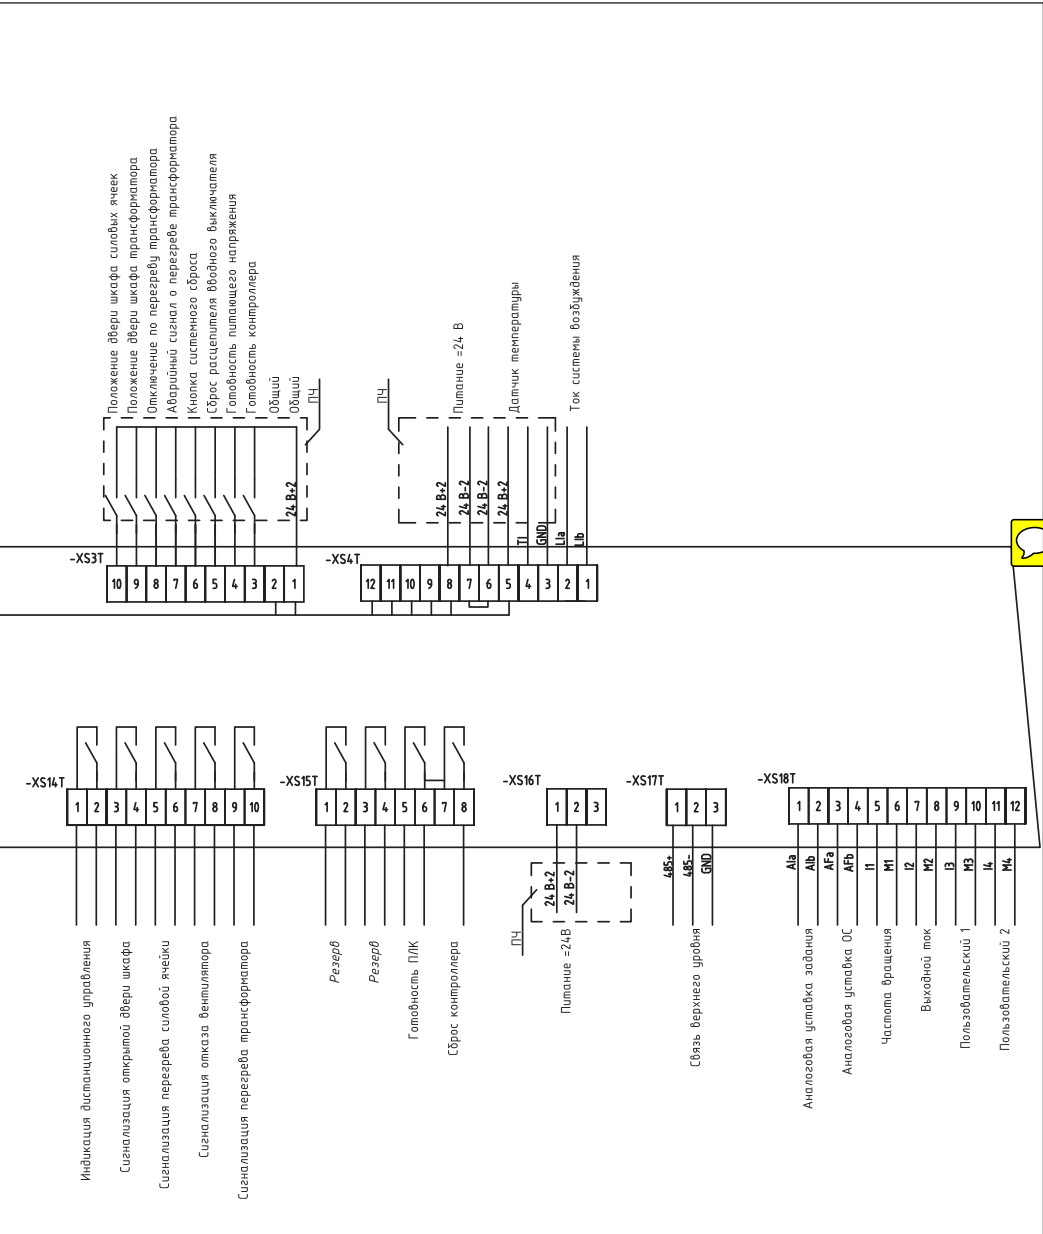 Положение двери шкафа силовых ячеек
Положение двери шкафа трансформатора
Отключение по перегреву трансформатора
Аварийный сигнал о перегреве трансформатора
Кнопка системного сброса
Сброс расцепителя вводного выключателя
Готовность питающего напряжения
Готовность контроллера
Общий
Общий
ПЧ
24 В+2
-XS3T
10 9 8 7 6 5 4 3 2 1
ПЧ
Питание =24 В
Датчик температуры
Ток системы возбуждения
24 В+2
24 В-2
24 В-2
24 В+2
TI
GND
LIa
LIb
-XS4T
12 11 10 9 8 7 6 5 4 3 2 1
-XS14T
1 2 3 4 5 6 7 8 9 10
Индикация дистанционного управления
Сигнализация открытой двери шкафа
Сигнализация перегрева силовой ячейки
Сигнализация отказа вентилятора
Сигнализация перегрева трансформатора
-XS15T
1 2 3 4 5 6 7 8
Резерв
Резерв
Готовность ПЛК
Сброс контроллера
-XS16T
1 2 3
24 В+2
24 В-2
ПЧ
Питание =24В
-XS17T
1 2 3
485+
485-
GND
Связь верхнего уровня
-XS18T
1 2 3 4 5 6 7 8 9 10 11 12
AIa
AIb
AFa
AFb
I1
M1
I2
M2
I3
M3
I4
M4
Аналоговая уставка задания
Аналоговая уставка ОС
Частота вращения
Выходной ток
Пользовательский 1
Пользовательский 2